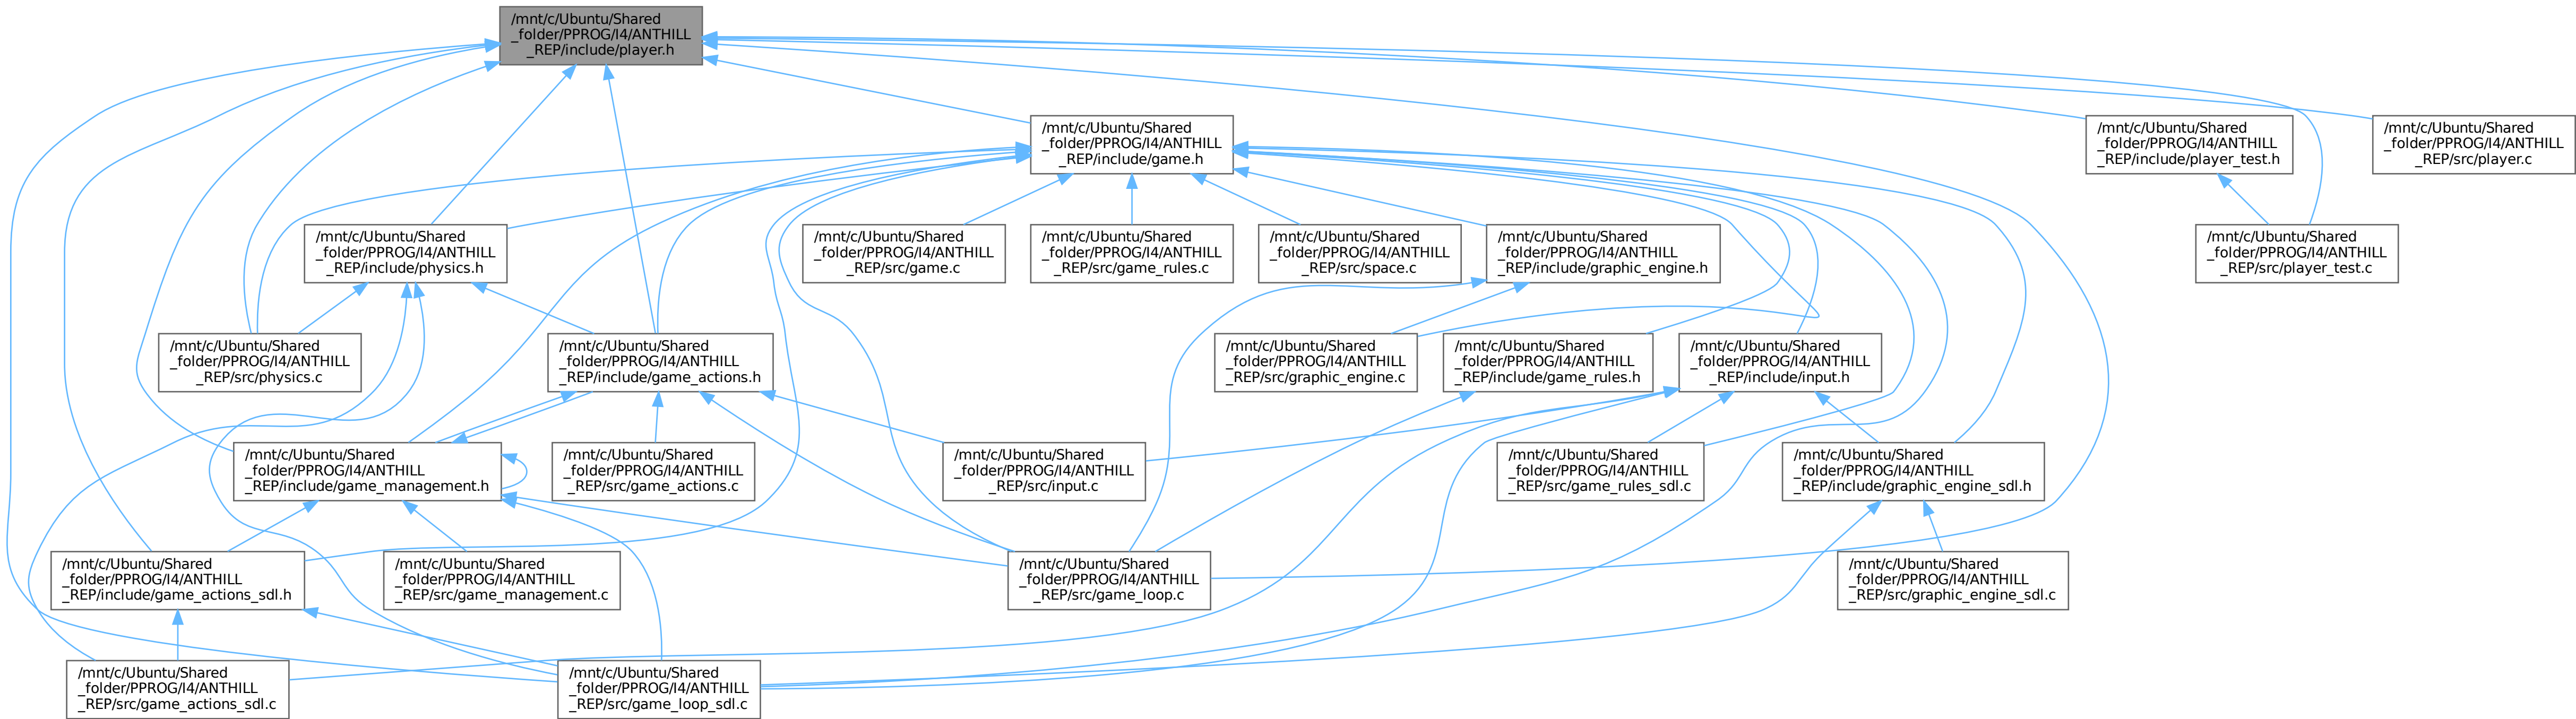 /mnt/c/Ubuntu/Shared
_folder/PPROG/I4/ANTHILL
_REP/include/player.h
/mnt/c/Ubuntu/Shared
_folder/PPROG/I4/ANTHILL
_REP/include/game.h
/mnt/c/Ubuntu/Shared
_folder/PPROG/I4/ANTHILL
_REP/include/player_test.h
/mnt/c/Ubuntu/Shared
_folder/PPROG/I4/ANTHILL
_REP/src/player.c
/mnt/c/Ubuntu/Shared
_folder/PPROG/I4/ANTHILL
_REP/include/physics.h
/mnt/c/Ubuntu/Shared
_folder/PPROG/I4/ANTHILL
_REP/src/game.c
/mnt/c/Ubuntu/Shared
_folder/PPROG/I4/ANTHILL
_REP/src/game_rules.c
/mnt/c/Ubuntu/Shared
_folder/PPROG/I4/ANTHILL
_REP/src/space.c
/mnt/c/Ubuntu/Shared
_folder/PPROG/I4/ANTHILL
_REP/include/graphic_engine.h
/mnt/c/Ubuntu/Shared
_folder/PPROG/I4/ANTHILL
_REP/src/player_test.c
/mnt/c/Ubuntu/Shared
_folder/PPROG/I4/ANTHILL
_REP/src/physics.c
/mnt/c/Ubuntu/Shared
_folder/PPROG/I4/ANTHILL
_REP/include/game_actions.h
/mnt/c/Ubuntu/Shared
_folder/PPROG/I4/ANTHILL
_REP/src/graphic_engine.c
/mnt/c/Ubuntu/Shared
_folder/PPROG/I4/ANTHILL
_REP/include/game_rules.h
/mnt/c/Ubuntu/Shared
_folder/PPROG/I4/ANTHILL
_REP/include/input.h
/mnt/c/Ubuntu/Shared
_folder/PPROG/I4/ANTHILL
_REP/include/game_management.h
/mnt/c/Ubuntu/Shared
_folder/PPROG/I4/ANTHILL
_REP/src/game_actions.c
/mnt/c/Ubuntu/Shared
_folder/PPROG/I4/ANTHILL
_REP/src/input.c
/mnt/c/Ubuntu/Shared
_folder/PPROG/I4/ANTHILL
_REP/src/game_rules_sdl.c
/mnt/c/Ubuntu/Shared
_folder/PPROG/I4/ANTHILL
_REP/include/graphic_engine_sdl.h
/mnt/c/Ubuntu/Shared
_folder/PPROG/I4/ANTHILL
_REP/include/game_actions_sdl.h
/mnt/c/Ubuntu/Shared
_folder/PPROG/I4/ANTHILL
_REP/src/game_management.c
/mnt/c/Ubuntu/Shared
_folder/PPROG/I4/ANTHILL
_REP/src/game_loop.c
/mnt/c/Ubuntu/Shared
_folder/PPROG/I4/ANTHILL
_REP/src/graphic_engine_sdl.c
/mnt/c/Ubuntu/Shared
_folder/PPROG/I4/ANTHILL
_REP/src/game_actions_sdl.c
/mnt/c/Ubuntu/Shared
_folder/PPROG/I4/ANTHILL
_REP/src/game_loop_sdl.c